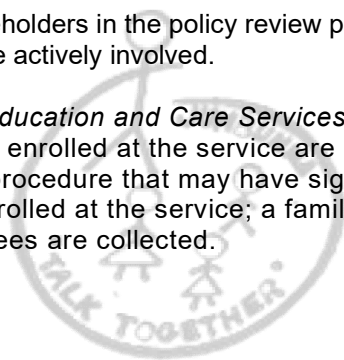 eholders in the policy review p
e actively involved.
ducation and Care Services
enrolled at the service are
rocedure that may have sig
rolled at the service; a famil
ees are collected.
TALK TOGETHER